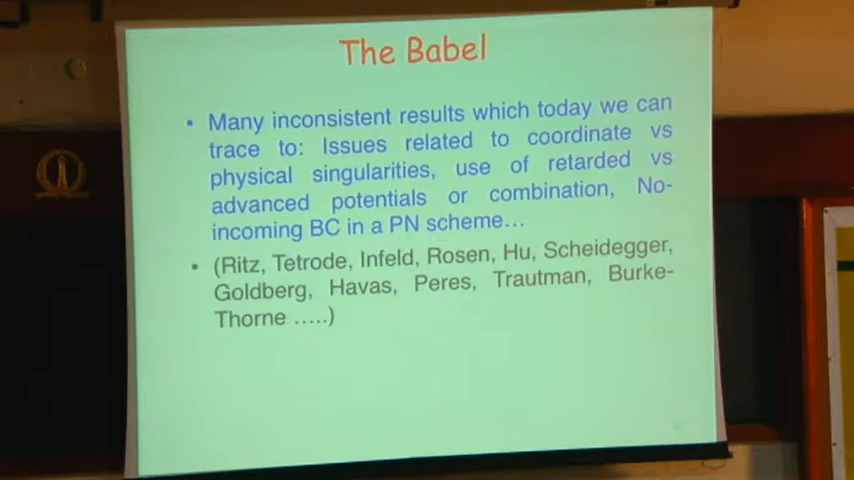 The Babel
• Many inconsistent results which today we can
trace to: Issues related to coordinate vs
physical singularities, use of retarded vs
advanced potentials or combination, No-
incoming BC in a PN scheme…
• (Ritz, Tetrode, Infeld, Rosen, Hu, Scheidegger,
Goldberg, Havas, Peres, Trautman, Burke-
Thorne …..)